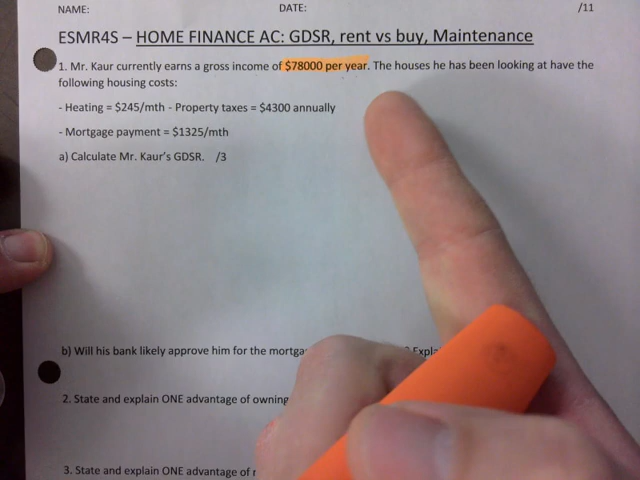 NAME: DATE: /11
ESMR4S – HOME FINANCE AC: GDSR, rent vs buy, Maintenance
1. Mr. Kaur currently earns a gross income of $78000 per year. The houses he has been looking at have the
following housing costs:
- Heating = $245/mth - Property taxes = $4300 annually
- Mortgage payment = $1325/mth
a) Calculate Mr. Kaur's GDSR. /3
b) Will his bank likely approve him for the
2. State and explain ONE advantage of owning
3. State and explain ONE advantage of